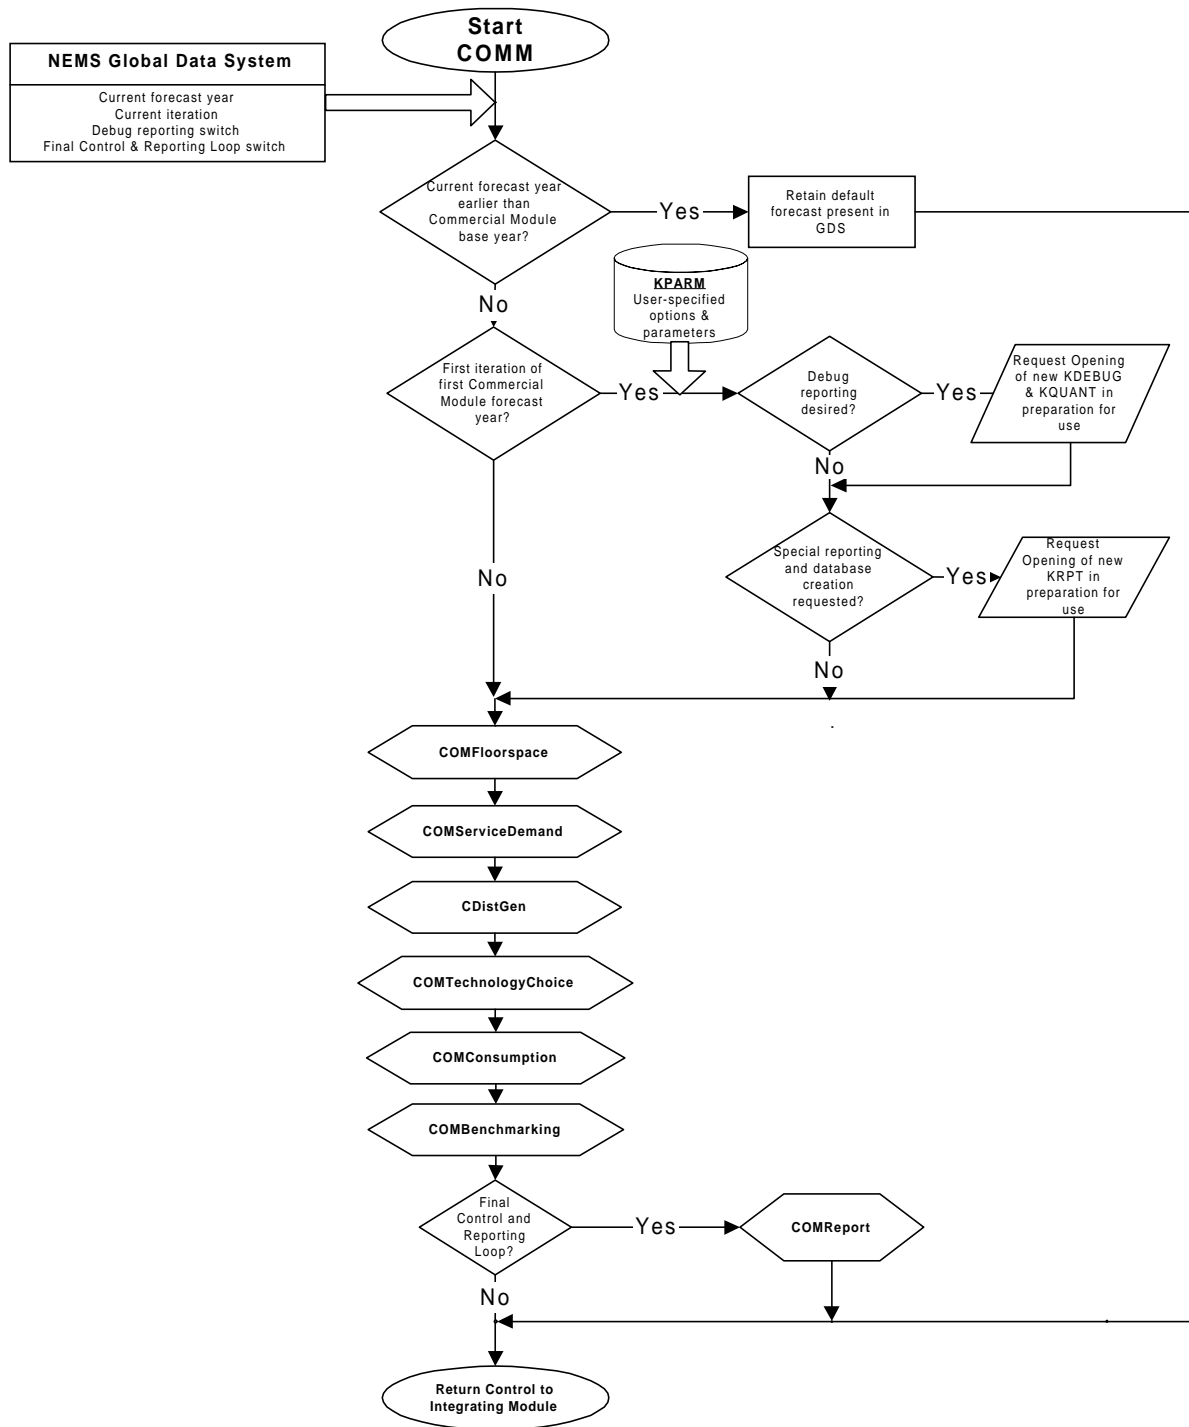 Start
COMM
NEMS Global Data System
Current forecast year
Current iteration
Debug reporting switch
Final Control & Reporting Loop switch
Current forecast year
earlier than
Commercial Module
base year?
Yes
Retain default
forecast present in
GDS
No
KPARM
User-specified
options &
parameters
First iteration of
first Commercial
Module forecast
year?
Yes
Debug
reporting
desired?
Yes
Request Opening
of new KDEBUG
& KQUANT in
preparation for
use
No
Special reporting
and database
creation
requested?
Yes
Request
Opening of new
KRPT in
preparation for
use
No
No
COMFloorspace
COMServiceDemand
CDistGen
COMTechnologyChoice
COMConsumption
COMBenchmarking
Final
Control and
Reporting
Loop?
Yes
COMReport
No
Return Control to
Integrating Module